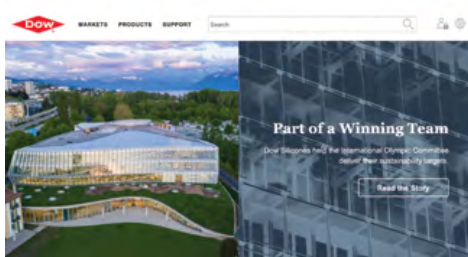 Dow
MARKETS PRODUCTS SUPPORT Search
Part of a Winning Team
Dow Silicones help the International Olympic Committee
deliver their sustainability targets.
Read the Story